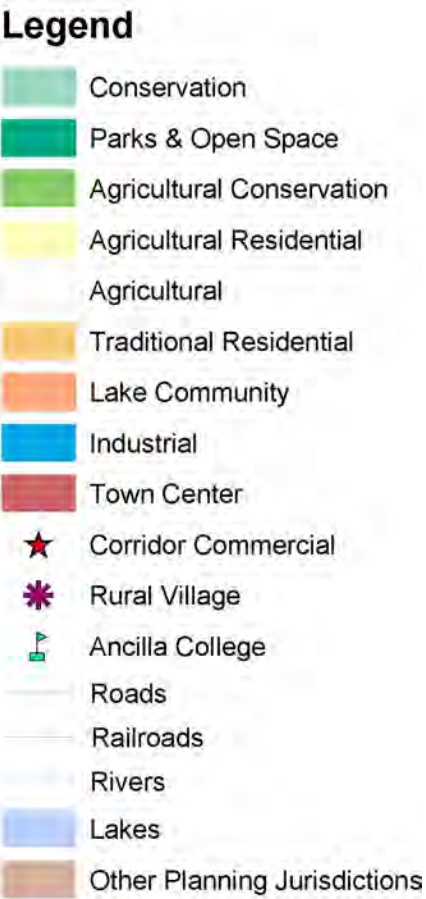 Legend
Conservation
Parks & Open Space
Agricultural Conservation
Agricultural Residential
Agricultural
Traditional Residential
Lake Community
Industrial
Town Center
Corridor Commercial
Rural Village
Ancilla College
Roads
Railroads
Rivers
Lakes
Other Planning Jurisdictions